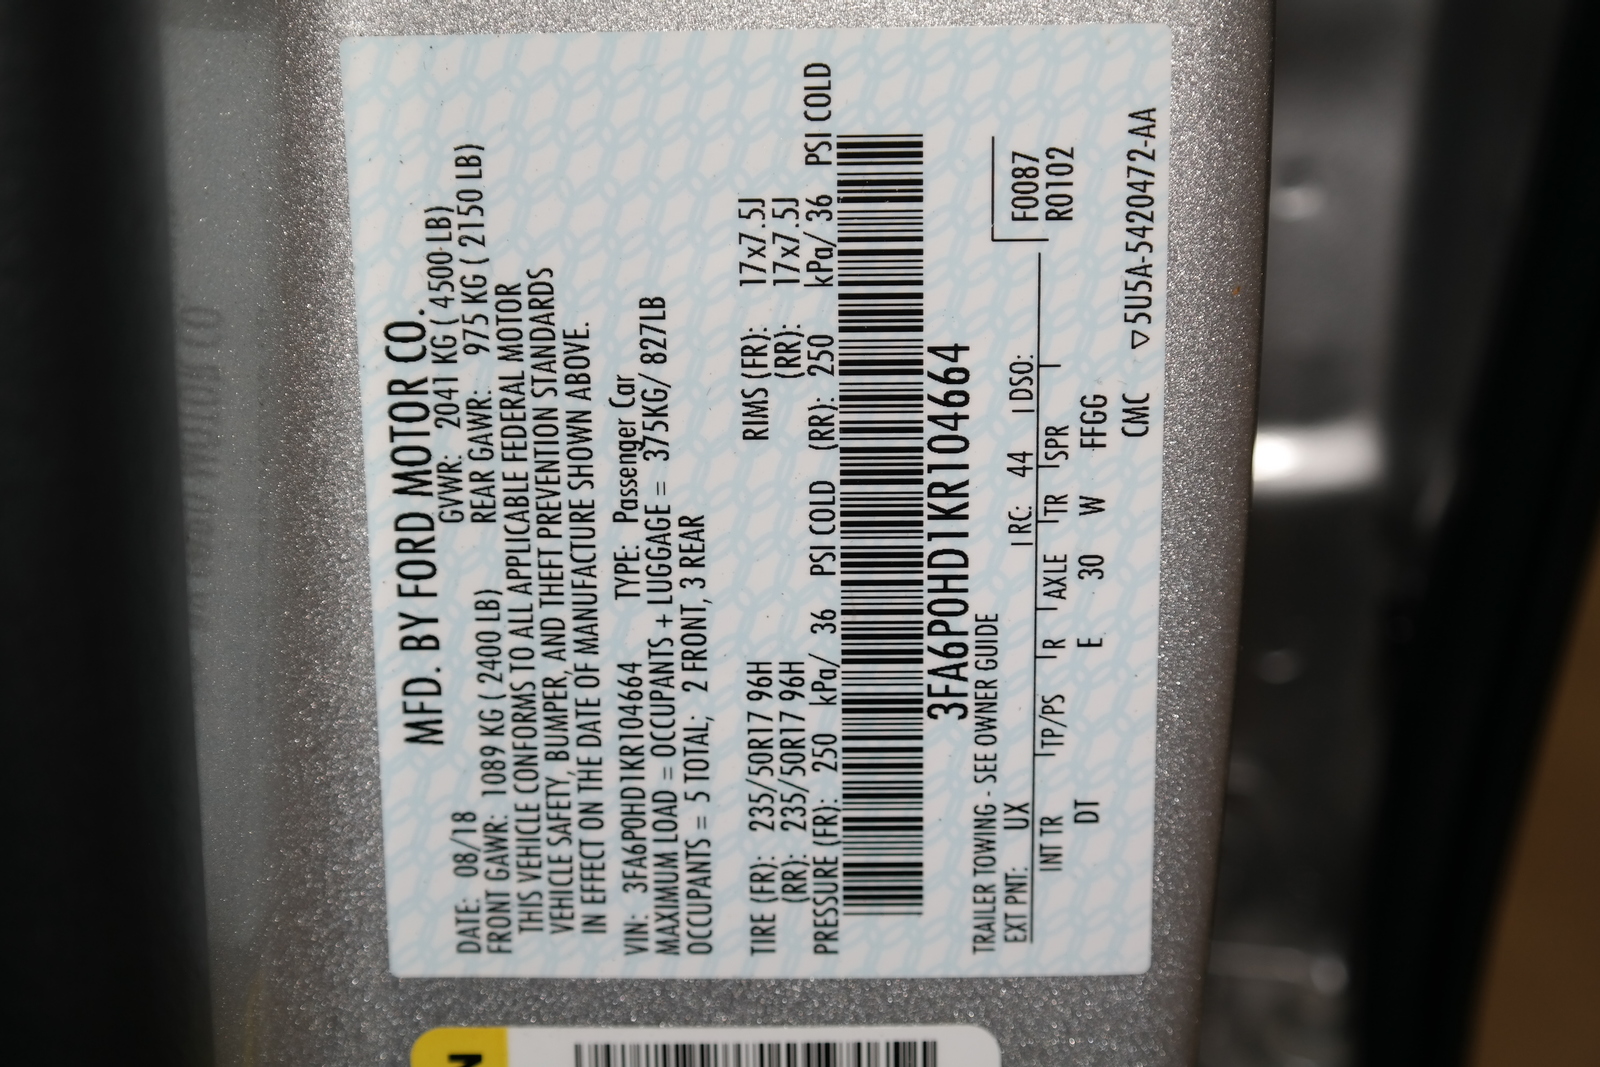 MFD. BY FORD MOTOR CO.
DATE: 08/18 GVWR: 2041 KG ( 4500 LB)
FRONT GAWR: 1089 KG ( 2400 LB) REAR GAWR: 975 KG ( 2150 LB)
THIS VEHICLE CONFORMS TO ALL APPLICABLE FEDERAL MOTOR
VEHICLE SAFETY, BUMPER, AND THEFT PREVENTION STANDARDS
IN EFFECT ON THE DATE OF MANUFACTURE SHOWN ABOVE.
VIN: 3FA6P0HD1KR104664 TYPE: Passenger Car
MAXIMUM LOAD = OCCUPANTS + LUGGAGE = 375KG/ 827LB
OCCUPANTS = 5 TOTAL; 2 FRONT, 3 REAR
TIRE (FR): 235/50R17 96H RIMS (FR): 17x7.5J
(RR): 235/50R17 96H (RR): 17x7.5J
PRESSURE (FR): 250 kPa/ 36 PSI COLD (RR): 250 kPa/ 36 PSI COLD
3FA6P0HD1KR104664
TRAILER TOWING - SEE OWNER GUIDE
EXT PNT: UX RC: 44 DSO: F0087
R0102
INT TR TP/PS R AXLE TR SPR
DT E 30 W FFGG
CMC ▽5U5A-5420472-AA
N